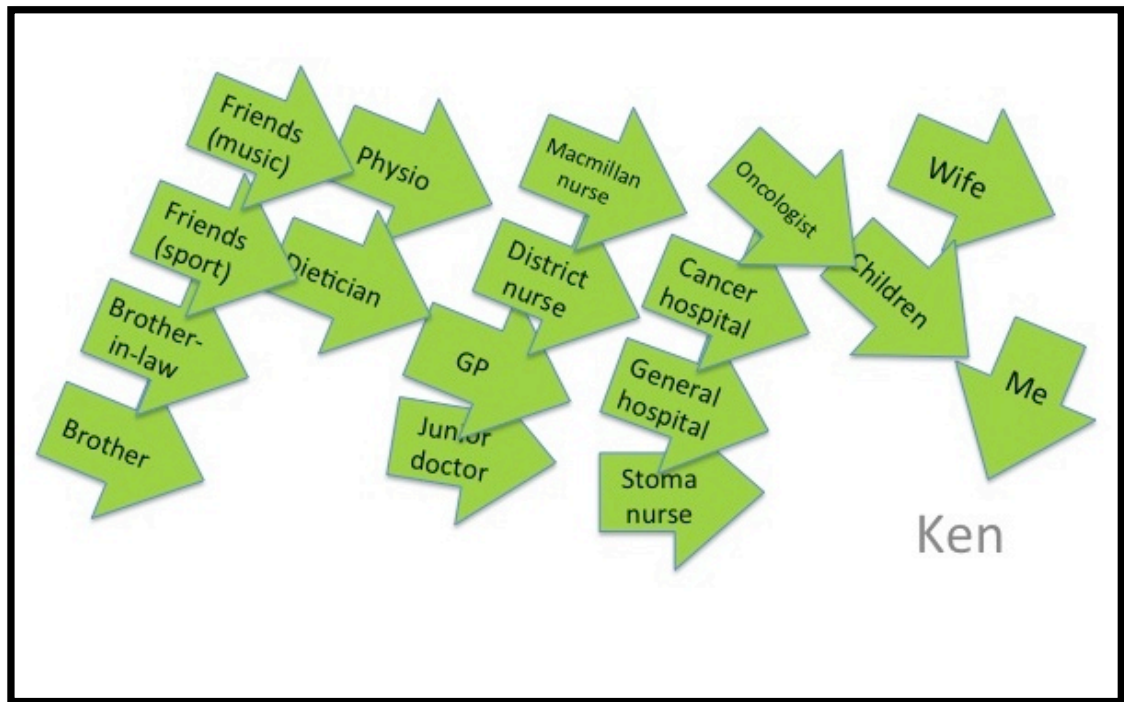 Friends
(music)
Physio
Macmillan
nurse
Oncologist
Wife
Friends
(sport)
Dietician
District
nurse
Cancer
hospital
Children
Brother-
in-law
GP
General
hospital
Me
Brother
Junior
doctor
Stoma
nurse
Ken